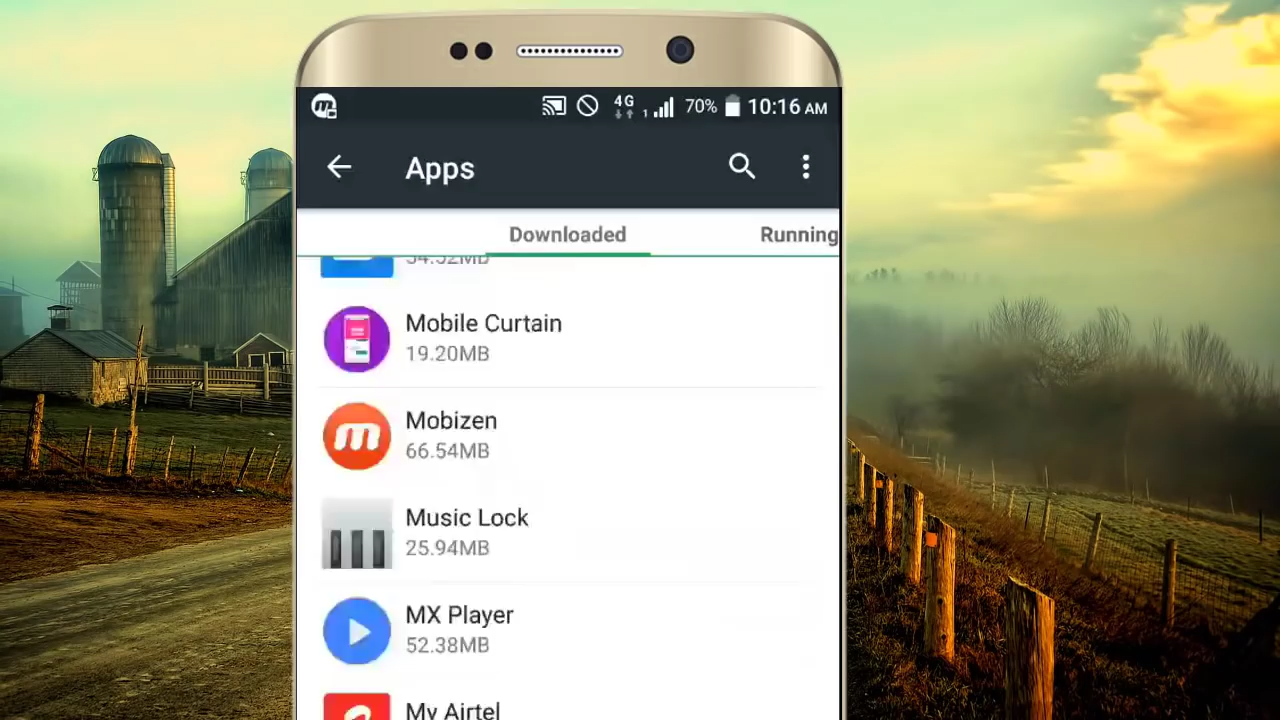 4G 1 70% 10:16 AM
Apps
Downloaded Running
Mobile Curtain
19.20MB
Mobizen
66.54MB
Music Lock
25.94MB
MX Player
52.38MB
My Airtel